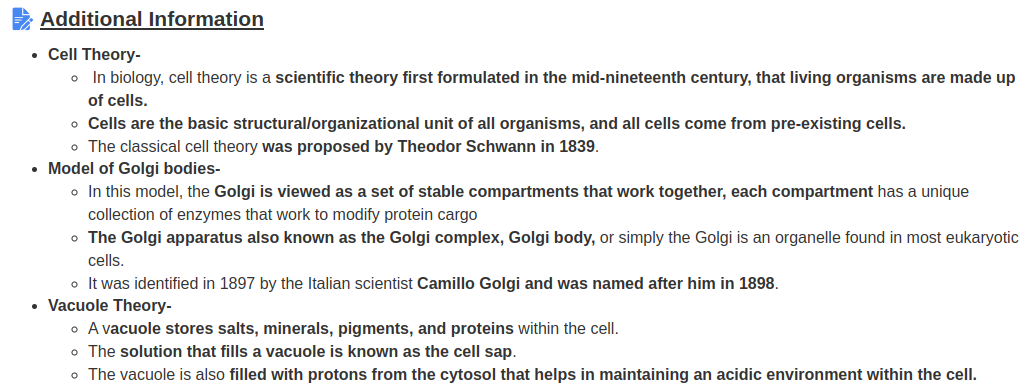 Additional Information
• Cell Theory-
◦ In biology, cell theory is a scientific theory first formulated in the mid-nineteenth century, that living organisms are made up
of cells.
◦ Cells are the basic structural/organizational unit of all organisms, and all cells come from pre-existing cells.
◦ The classical cell theory was proposed by Theodor Schwann in 1839.
• Model of Golgi bodies-
◦ In this model, the Golgi is viewed as a set of stable compartments that work together, each compartment has a unique
collection of enzymes that work to modify protein cargo
◦ The Golgi apparatus also known as the Golgi complex, Golgi body, or simply the Golgi is an organelle found in most eukaryotic
cells.
◦ It was identified in 1897 by the Italian scientist Camillo Golgi and was named after him in 1898.
• Vacuole Theory-
◦ A vacuole stores salts, minerals, pigments, and proteins within the cell.
◦ The solution that fills a vacuole is known as the cell sap.
◦ The vacuole is also filled with protons from the cytosol that helps in maintaining an acidic environment within the cell.